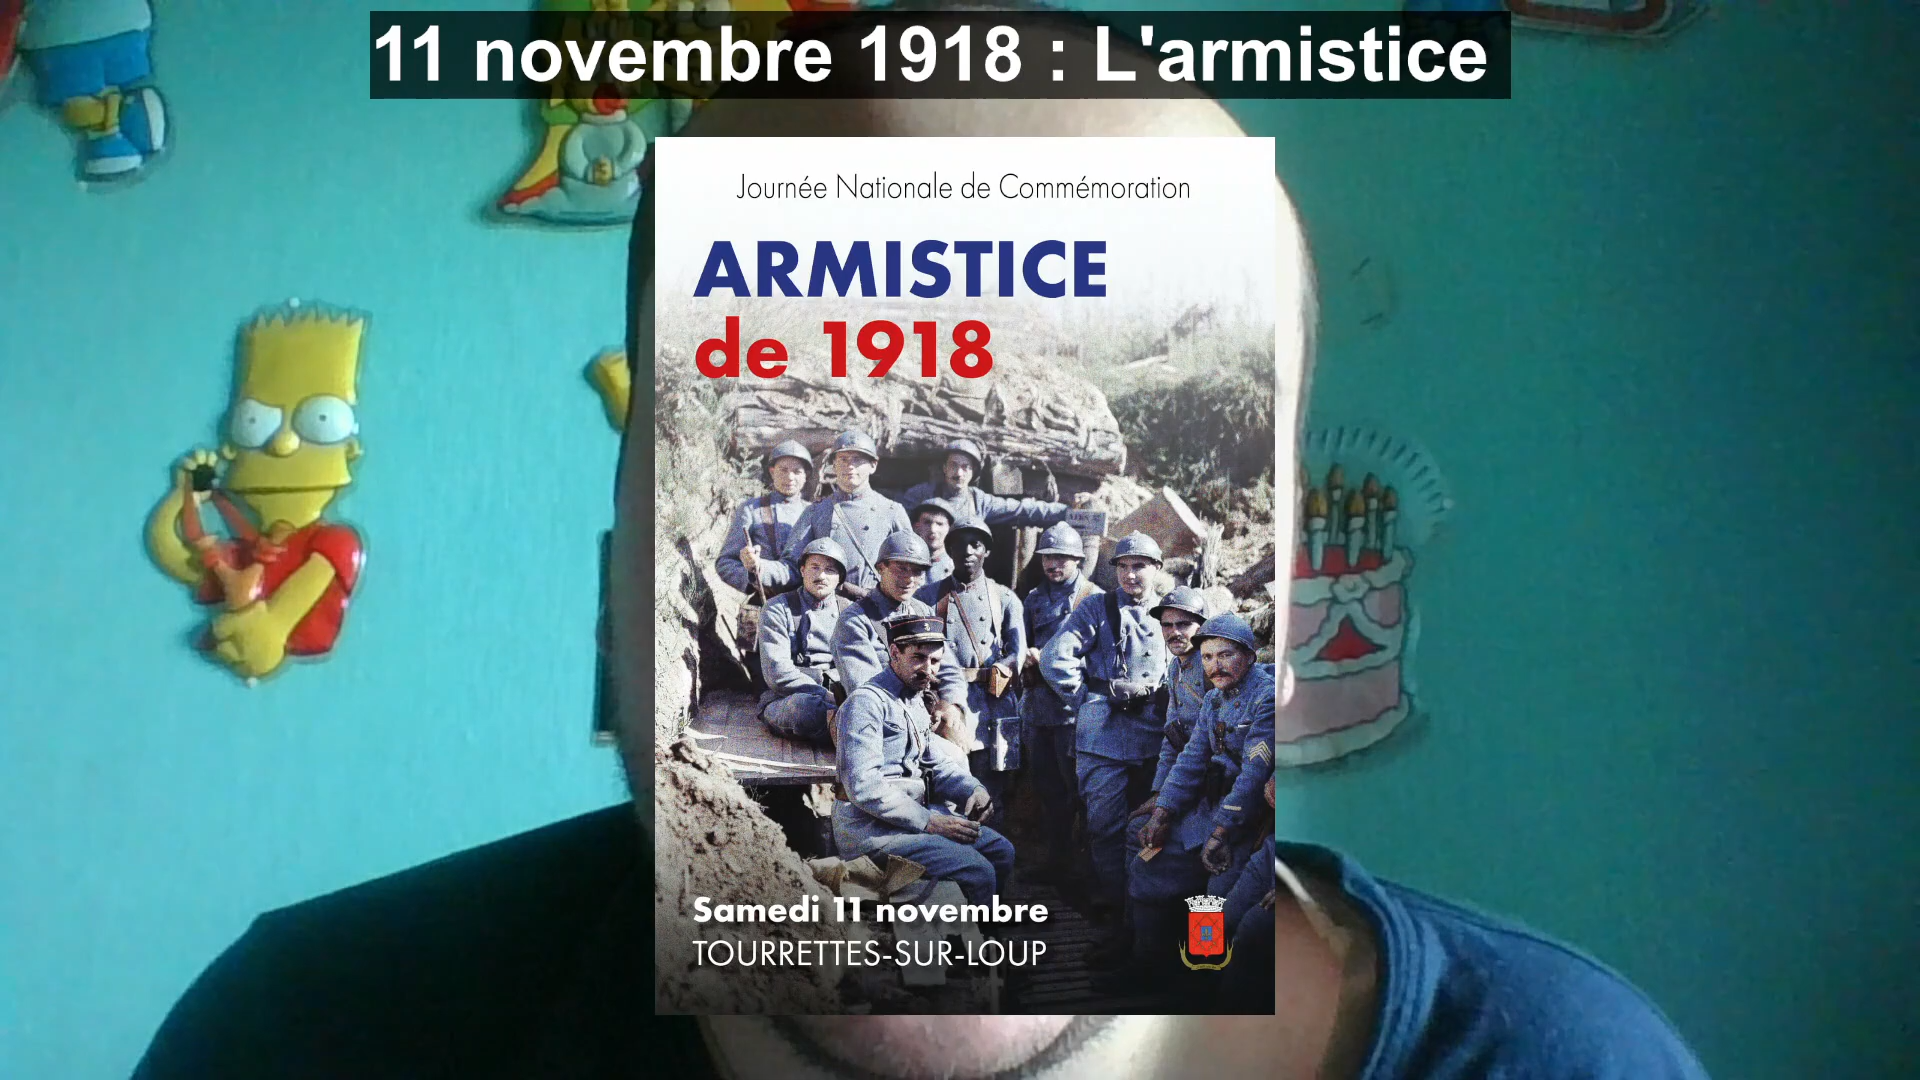 11 novembre 1918 : L'armistice
Journée Nationale de Commémoration
ARMISTICE
de 1918
Samedi 11 novembre
TOURRETTES-SUR-LOUP